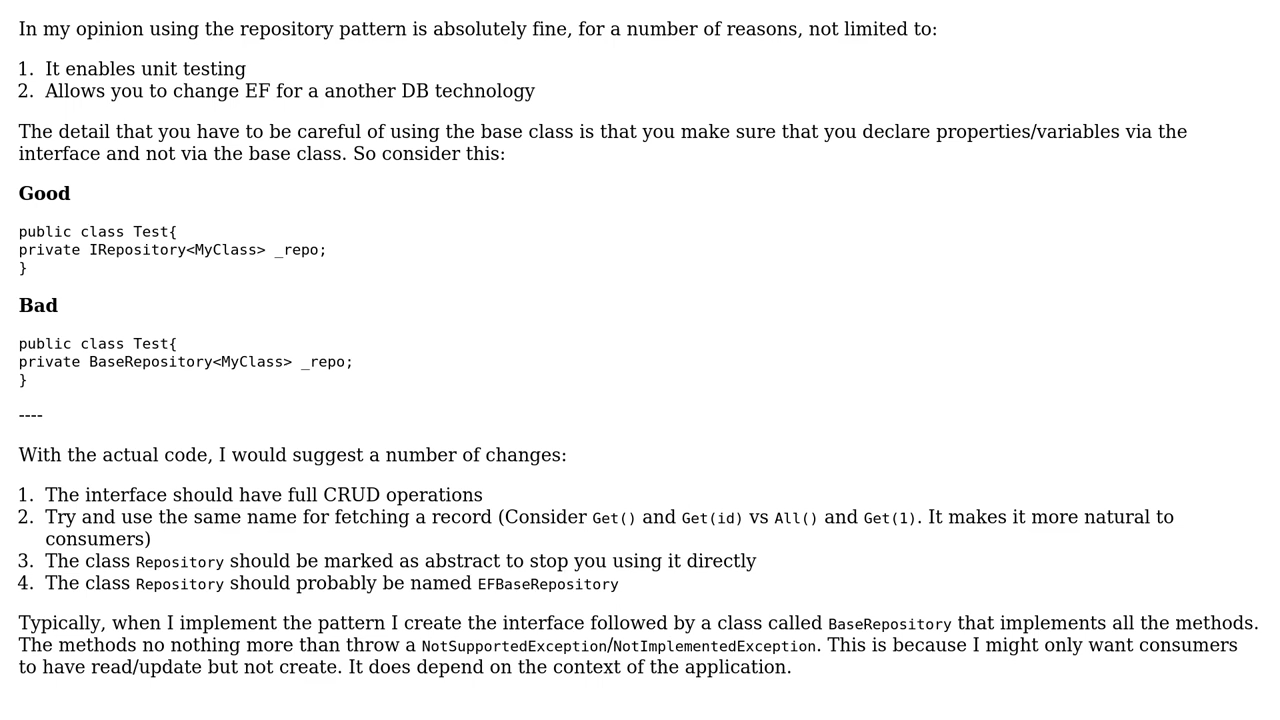 In my opinion using the repository pattern is absolutely fine, for a number of reasons, not limited to:
1. It enables unit testing
2. Allows you to change EF for a another DB technology
The detail that you have to be careful of using the base class is that you make sure that you declare properties/variables via the
interface and not via the base class. So consider this:
Good
public class Test{
private IRepository<MyClass> _repo;
}
Bad
public class Test{
private BaseRepository<MyClass> _repo;
}
----
With the actual code, I would suggest a number of changes:
1. The interface should have full CRUD operations
2. Try and use the same name for fetching a record (Consider Get() and Get(id) vs All() and Get(1). It makes it more natural to
consumers)
3. The class Repository should be marked as abstract to stop you using it directly
4. The class Repository should probably be named EFBaseRepository
Typically, when I implement the pattern I create the interface followed by a class called BaseRepository that implements all the methods.
The methods no nothing more than throw a NotSupportedException/NotImplementedException. This is because I might only want consumers
to have read/update but not create. It does depend on the context of the application.